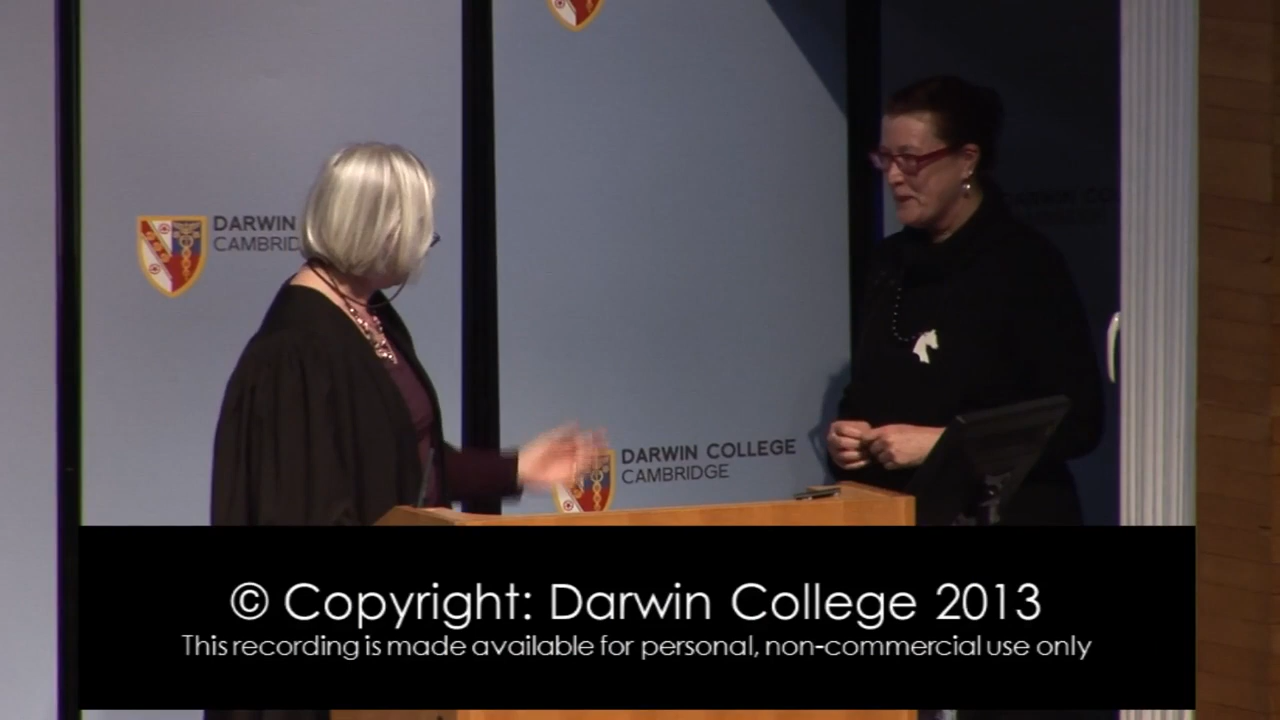 DARWIN
CAMBRID
DARWIN COLLEGE
CAMBRIDGE
© Copyright: Darwin College 2013
This recording is made available for personal, non-commercial use only